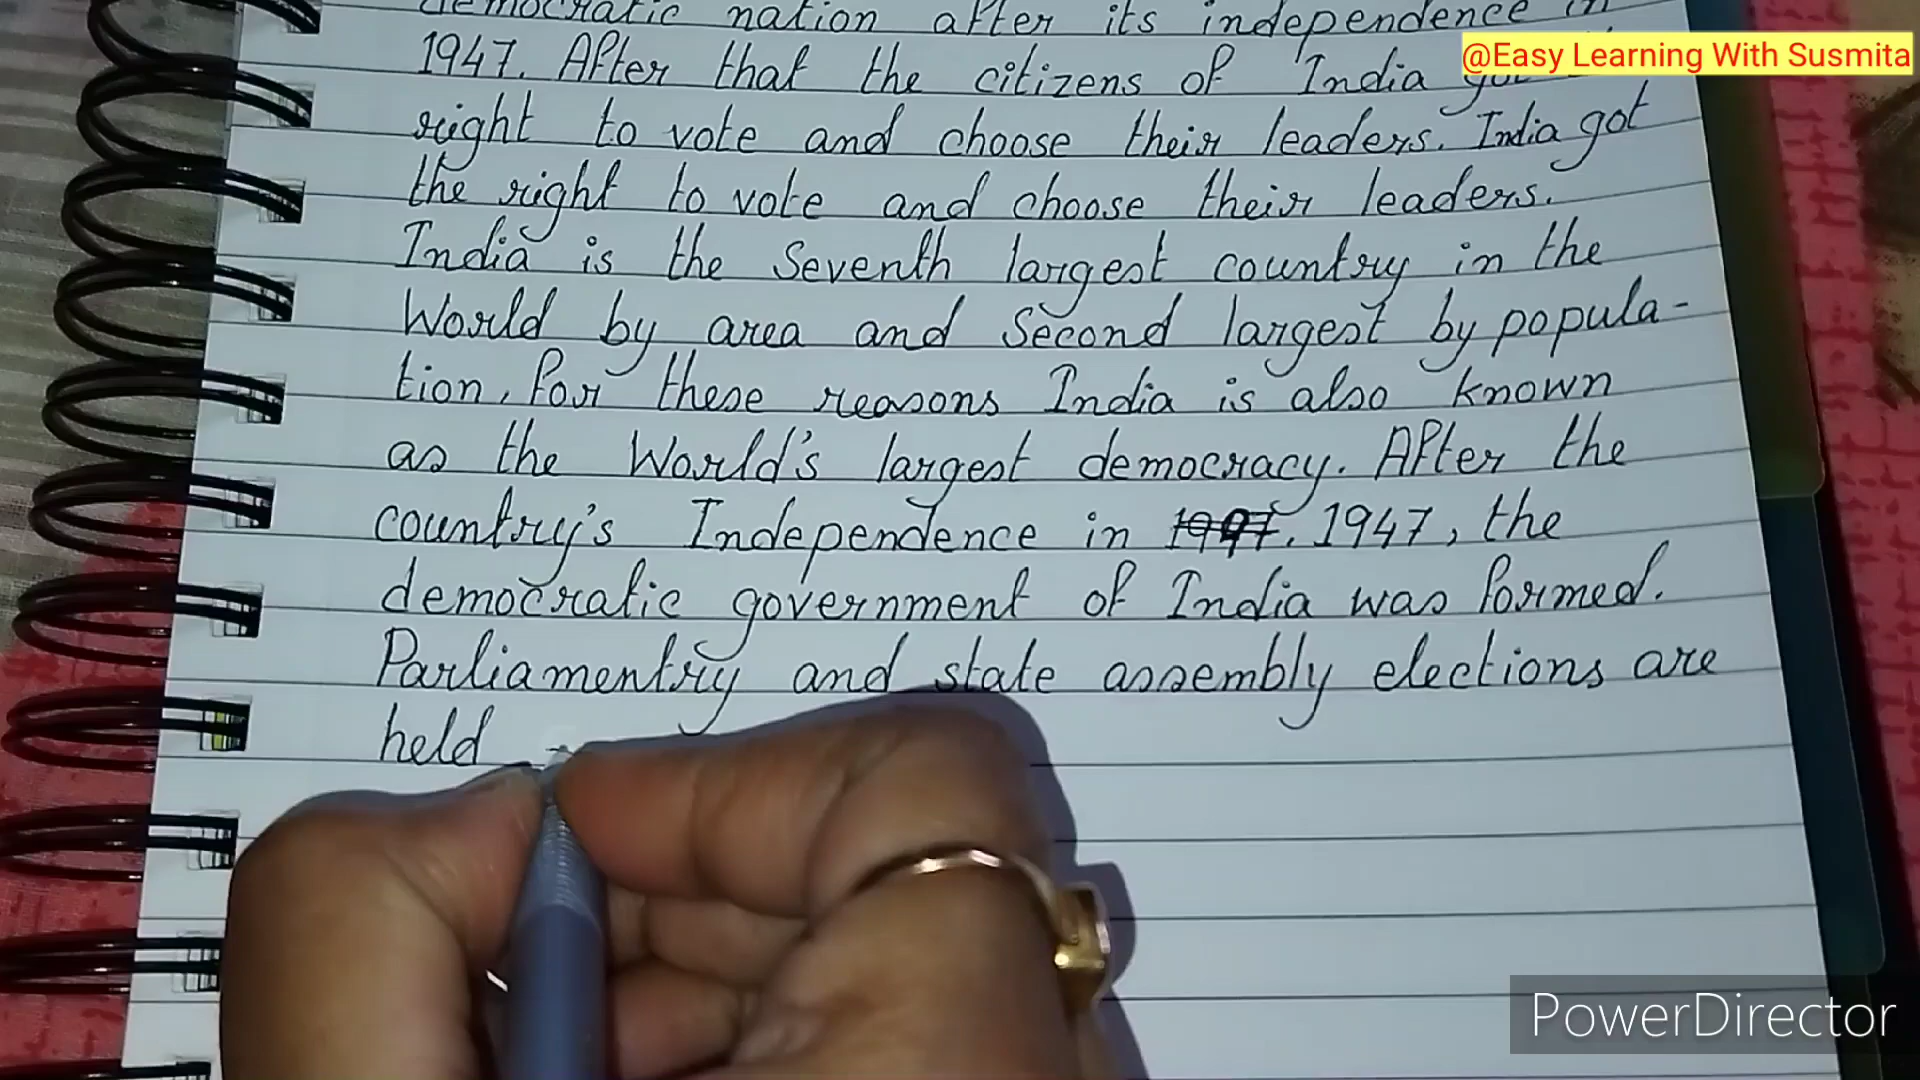 democratic nation after its independence in
@Easy Learning With Susmita
1947. After that the citizens of India got
right to vote and choose their leaders. India got
the right to vote and choose their leaders.
India is the Seventh largest country in the
World by area and Second largest by popula-
tion, for these reasons India is also known
as the World's largest democracy. After the
country's Independence in 1947, the
democratic government of India was formed.
Parliamentry and state assembly elections are
held
PowerDirector